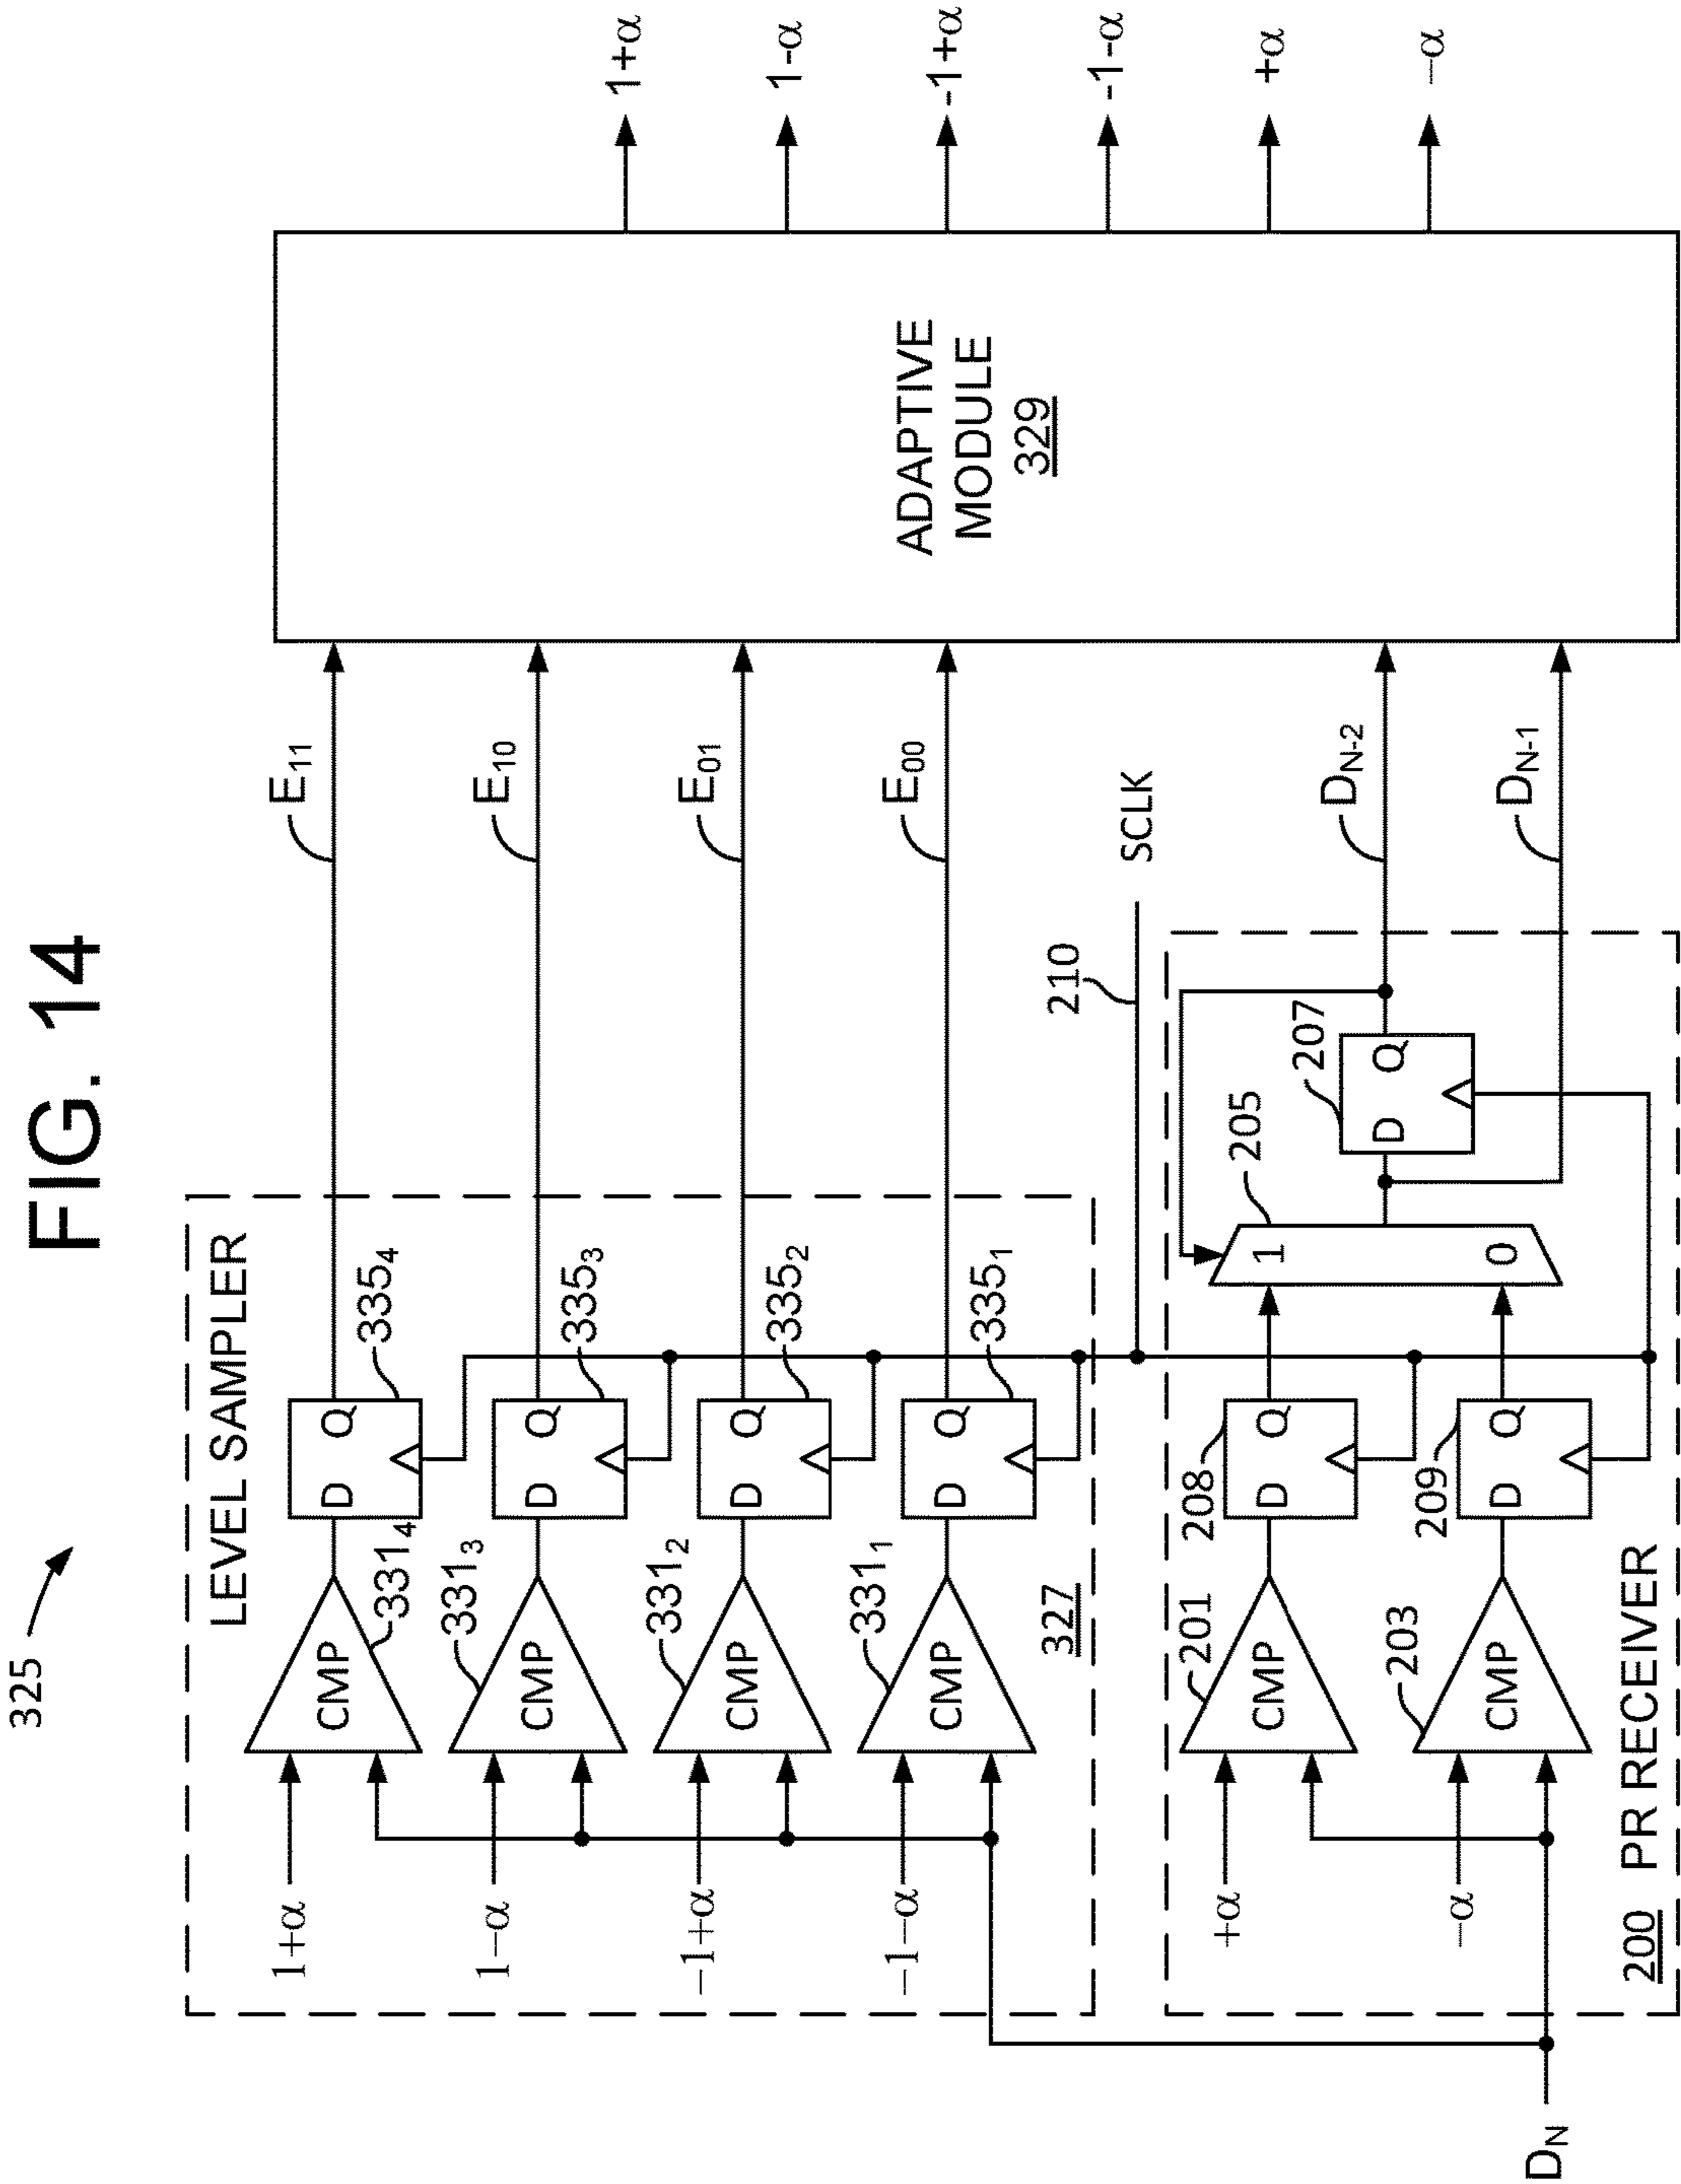 FIG. 14
325
LEVEL SAMPLER
1+α
CMP
331₄
D Q
335₄
E₁₁
1−α
CMP
331₃
D Q
335₃
E₁₀
−1+α
CMP
331₂
D Q
335₂
E₀₁
−1−α
CMP
331₁
D Q
335₁
E₀₀
327
210
SCLK
ADAPTIVE
MODULE
329
1+α
1-α
-1+α
-1-α
+α
−α
+α
201
CMP
208
D Q
−α
203
CMP
209
D Q
1
0
205
D Q
207
D_N-2
D_N-1
200 PR RECEIVER
D_N